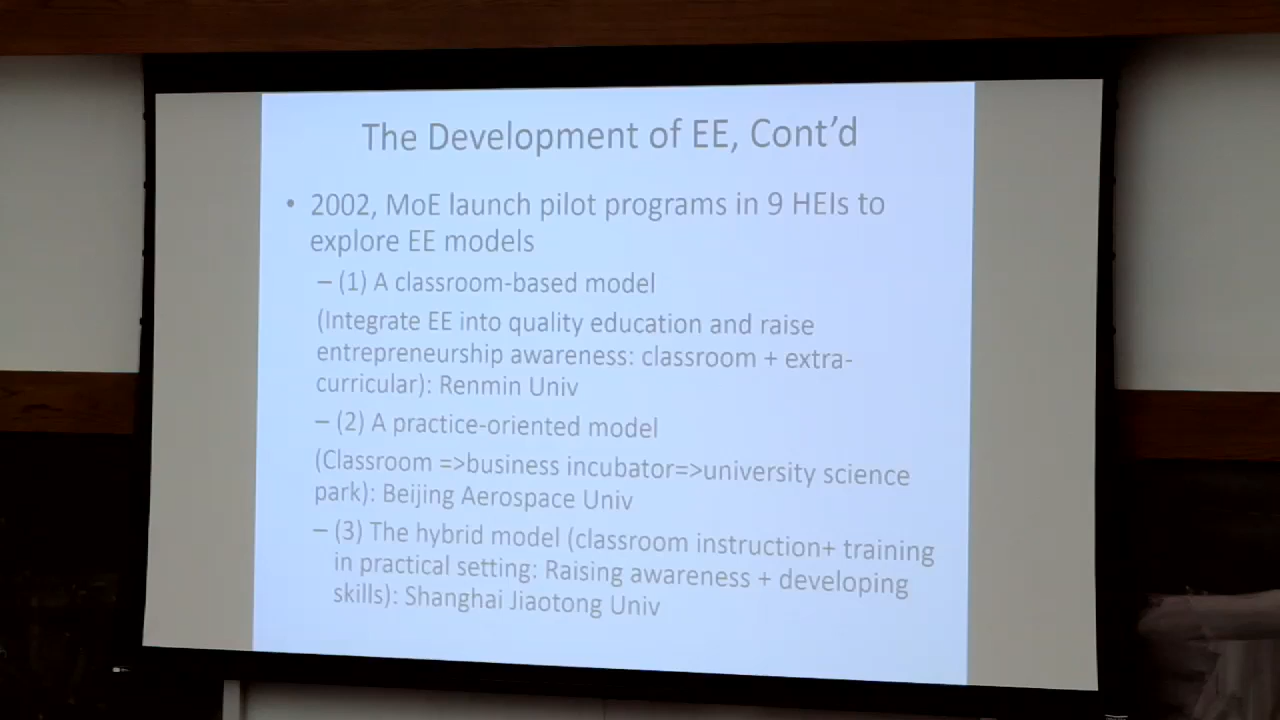 The Development of EE, Cont'd
• 2002, MoE launch pilot programs in 9 HEIs to
explore EE models
– (1) A classroom-based model
(Integrate EE into quality education and raise
entrepreneurship awareness: classroom + extra-
curricular): Renmin Univ
– (2) A practice-oriented model
(Classroom =>business incubator=>university science
park): Beijing Aerospace Univ
– (3) The hybrid model (classroom instruction+ training
in practical setting: Raising awareness + developing
skills): Shanghai Jiaotong Univ